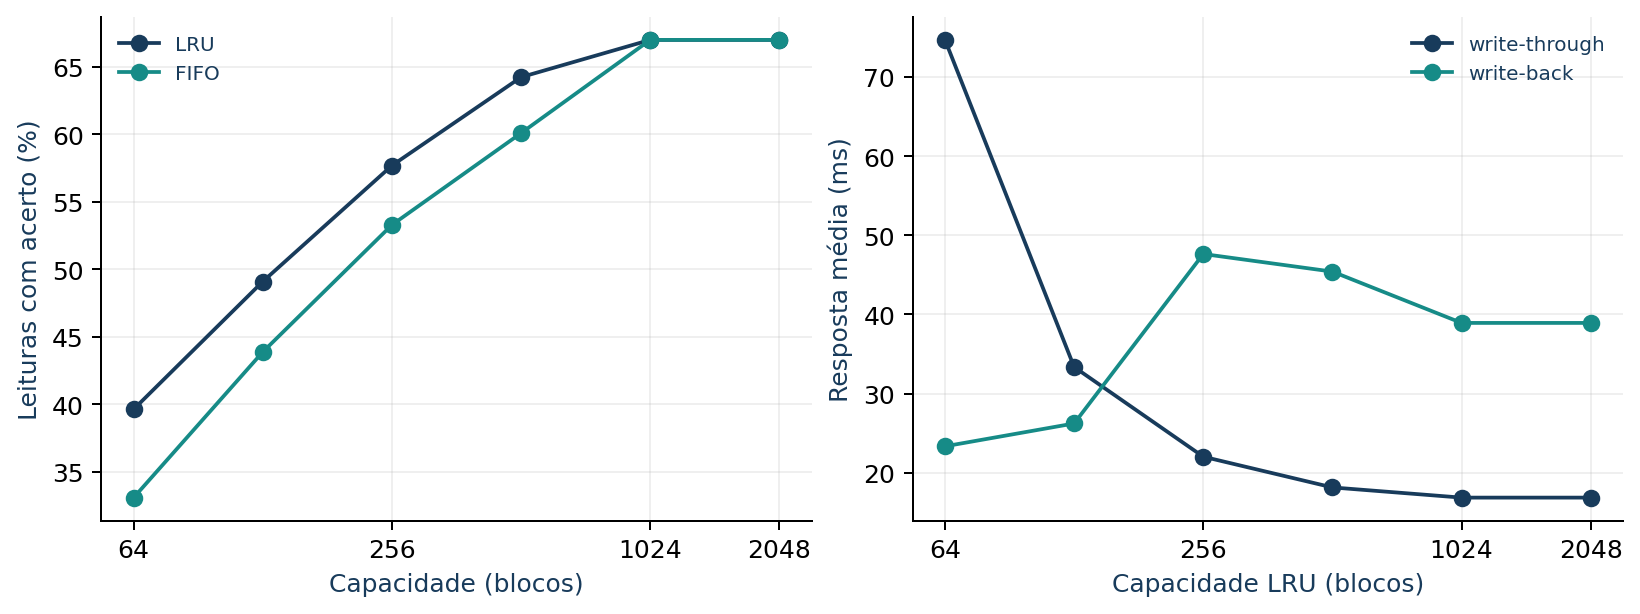 LRU
FIFO
Leituras com acerto (%)
65
60
55
50
45
40
35
64
256
1024
2048
Capacidade (blocos)
write-through
write-back
Resposta média (ms)
70
60
50
40
30
20
64
256
1024
2048
Capacidade LRU (blocos)